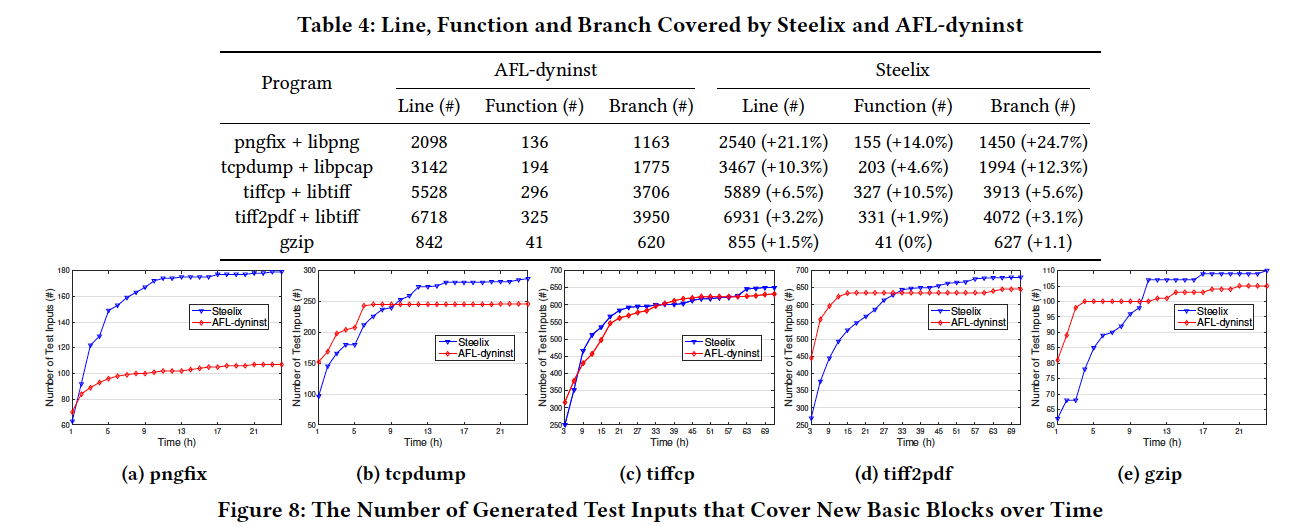 Table 4: Line, Function and Branch Covered by Steelix and AFL-dyninst
Program AFL-dyninst Steelix
Line (#) Function (#) Branch (#) Line (#) Function (#) Branch (#)
pngfix + libpng 2098 136 1163 2540 (+21.1%) 155 (+14.0%) 1450 (+24.7%)
tcpdump + libpcap 3142 194 1775 3467 (+10.3%) 203 (+4.6%) 1994 (+12.3%)
tiffcp + libtiff 5528 296 3706 5889 (+6.5%) 327 (+10.5%) 3913 (+5.6%)
tiff2pdf + libtiff 6718 325 3950 6931 (+3.2%) 331 (+1.9%) 4072 (+3.1%)
gzip 842 41 620 855 (+1.5%) 41 (0%) 627 (+1.1)
Number of Test Inputs (#)
180
160
140
120
100
80
60
Steelix
AFL-dyninst
1 5 9 13 17 21
Time (h)
(a) pngfix
Number of Test Inputs (#)
300
250
200
150
100
50
Steelix
AFL-dyninst
1 5 9 13 17 21
Time (h)
(b) tcpdump
Number of Test Inputs (#)
700
650
600
550
500
450
400
350
300
250
Steelix
AFL-dyninst
3 9 15 21 27 33 39 45 51 57 63 69
Time (h)
(c) tiffcp
Number of Test Inputs (#)
700
650
600
550
500
450
400
350
300
250
Steelix
AFL-dyninst
3 9 15 21 27 33 39 45 51 57 63 69
Time (h)
(d) tiff2pdf
Number of Test Inputs (#)
110
105
100
95
90
85
80
75
70
65
60
Steelix
AFL-dyninst
1 5 9 13 17 21
Time (h)
(e) gzip
Figure 8: The Number of Generated Test Inputs that Cover New Basic Blocks over Time